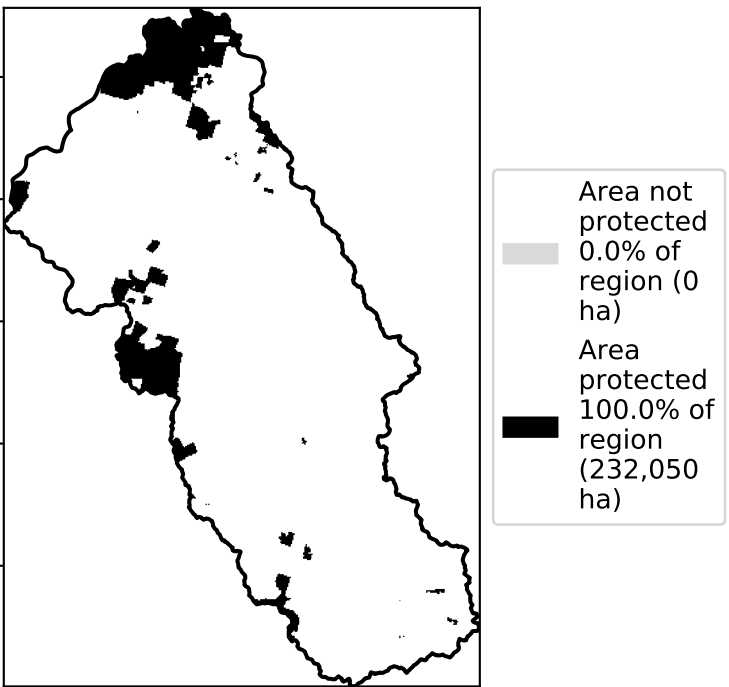 Area not
protected
0.0% of
region (0
ha)
Area
protected
100.0% of
region
(232,050
ha)